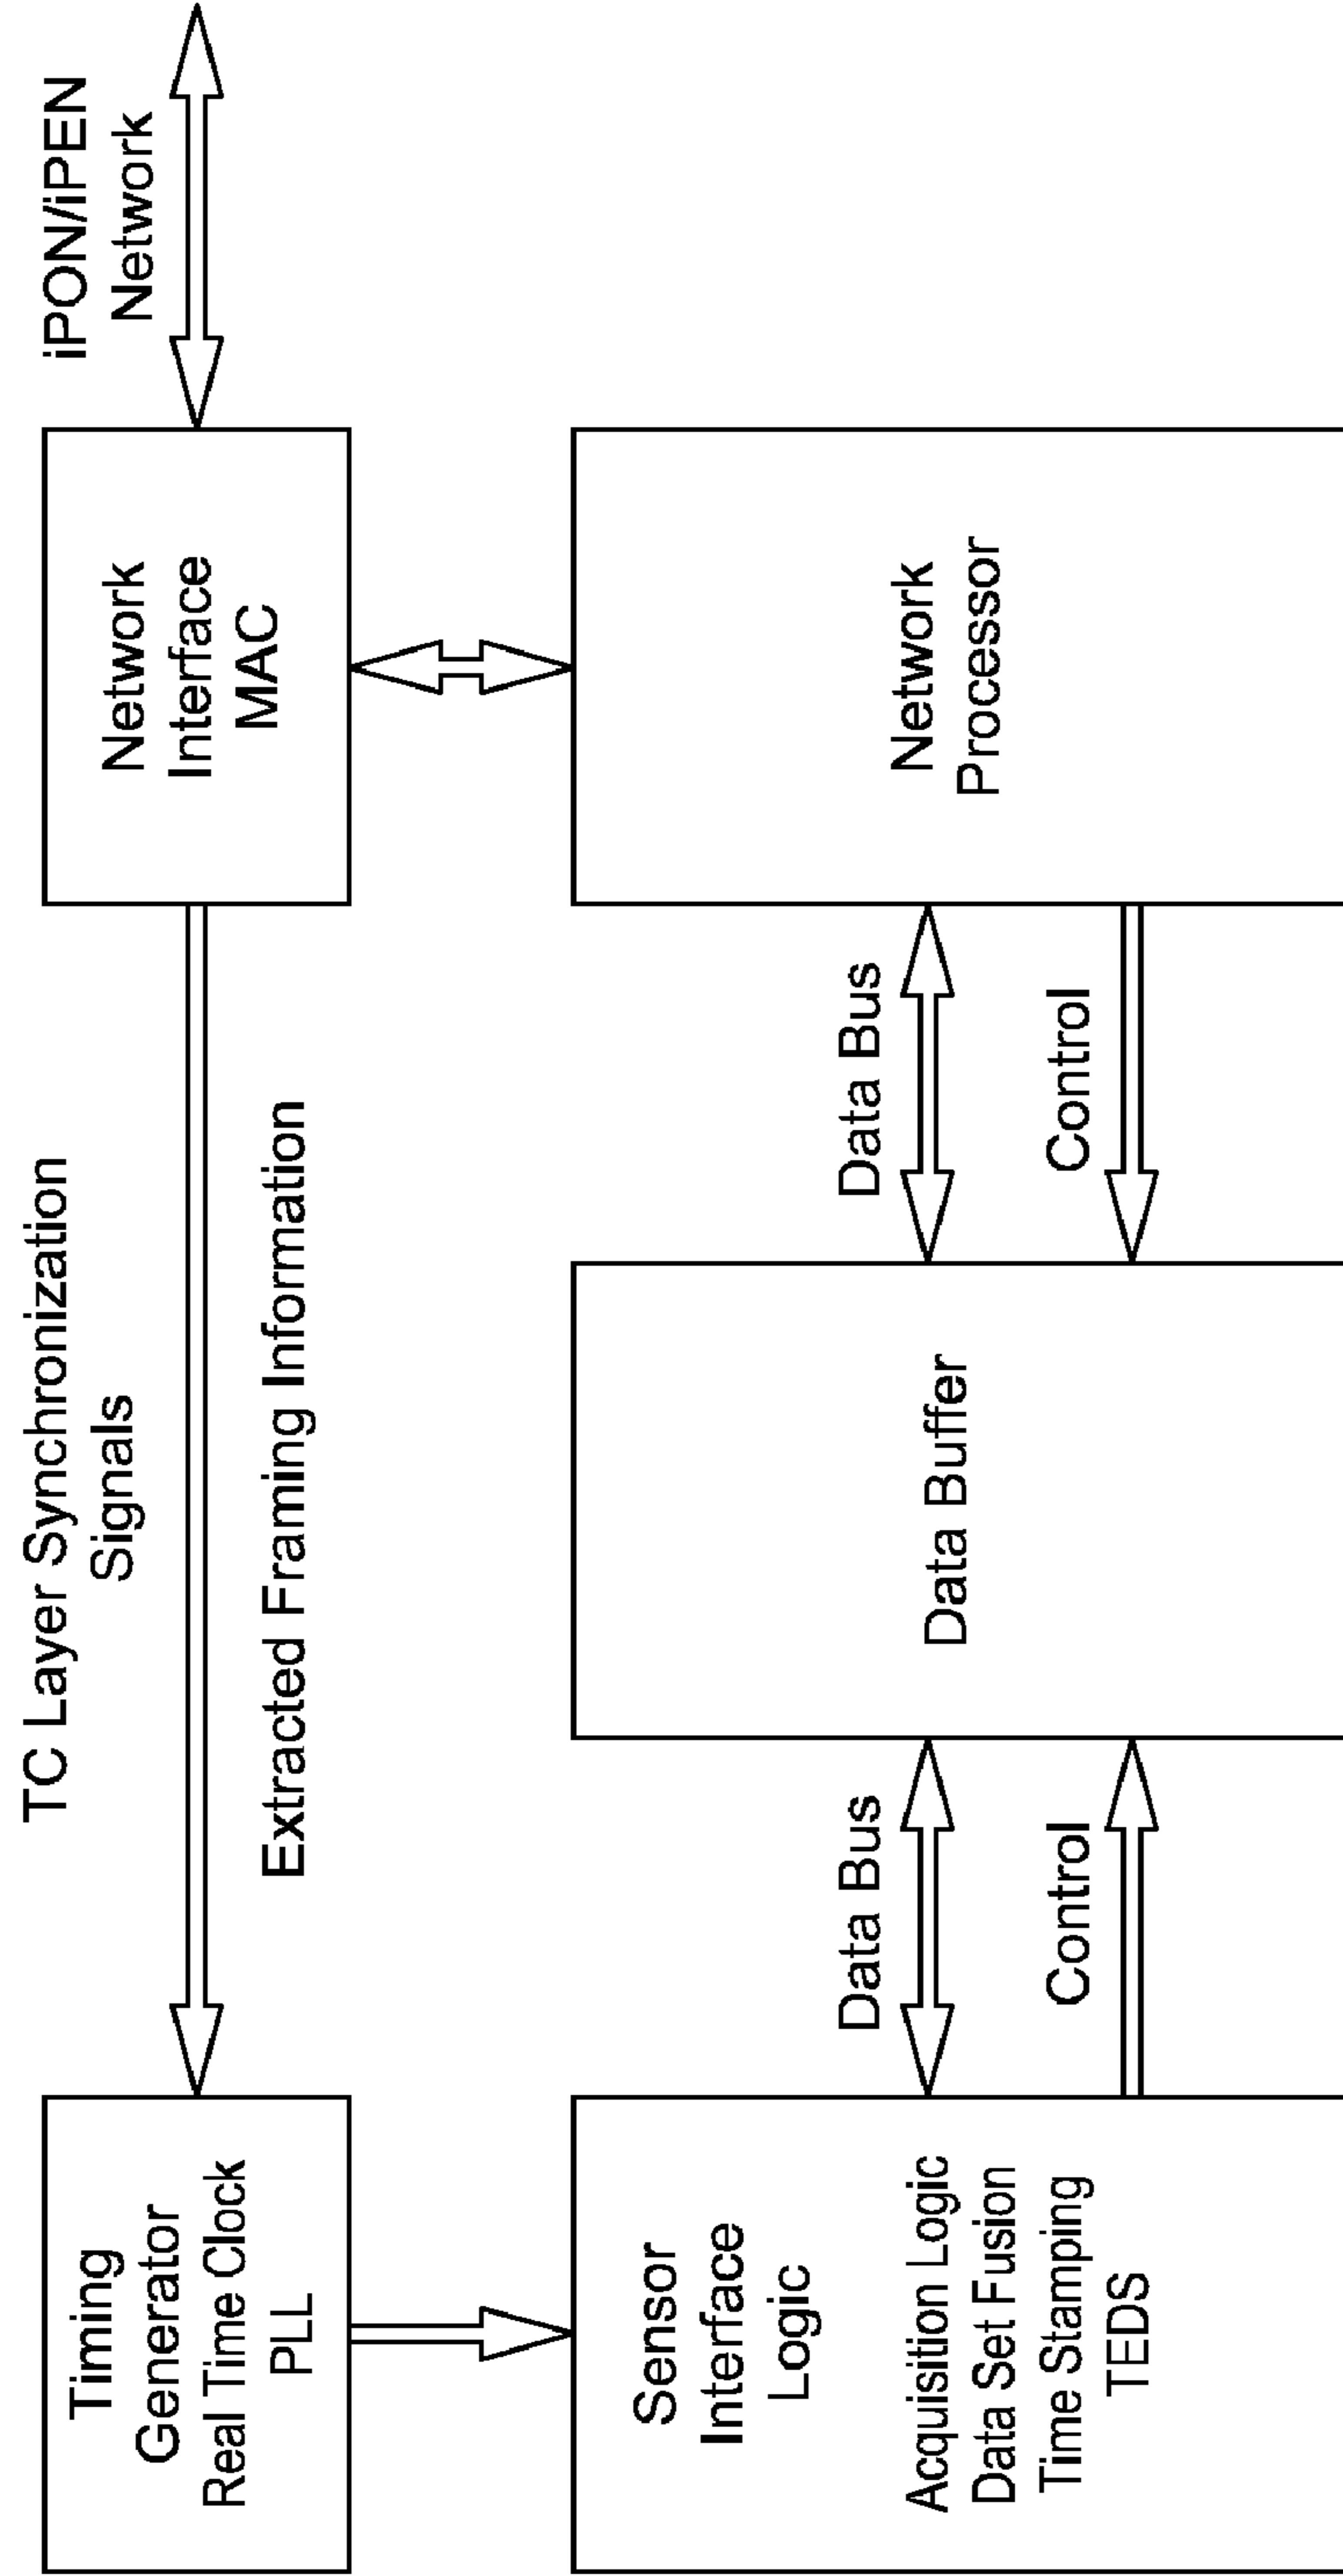 TC Layer Synchronization
Signals
iPON/iPEN
Network
Timing
Generator
Real Time Clock
PLL
Extracted Framing Information
Network
Interface
MAC
Sensor
Interface
Logic
Acquisition Logic
Data Set Fusion
Time Stamping
TEDS
Data Bus
Control
Data Buffer
Data Bus
Control
Network
Processor